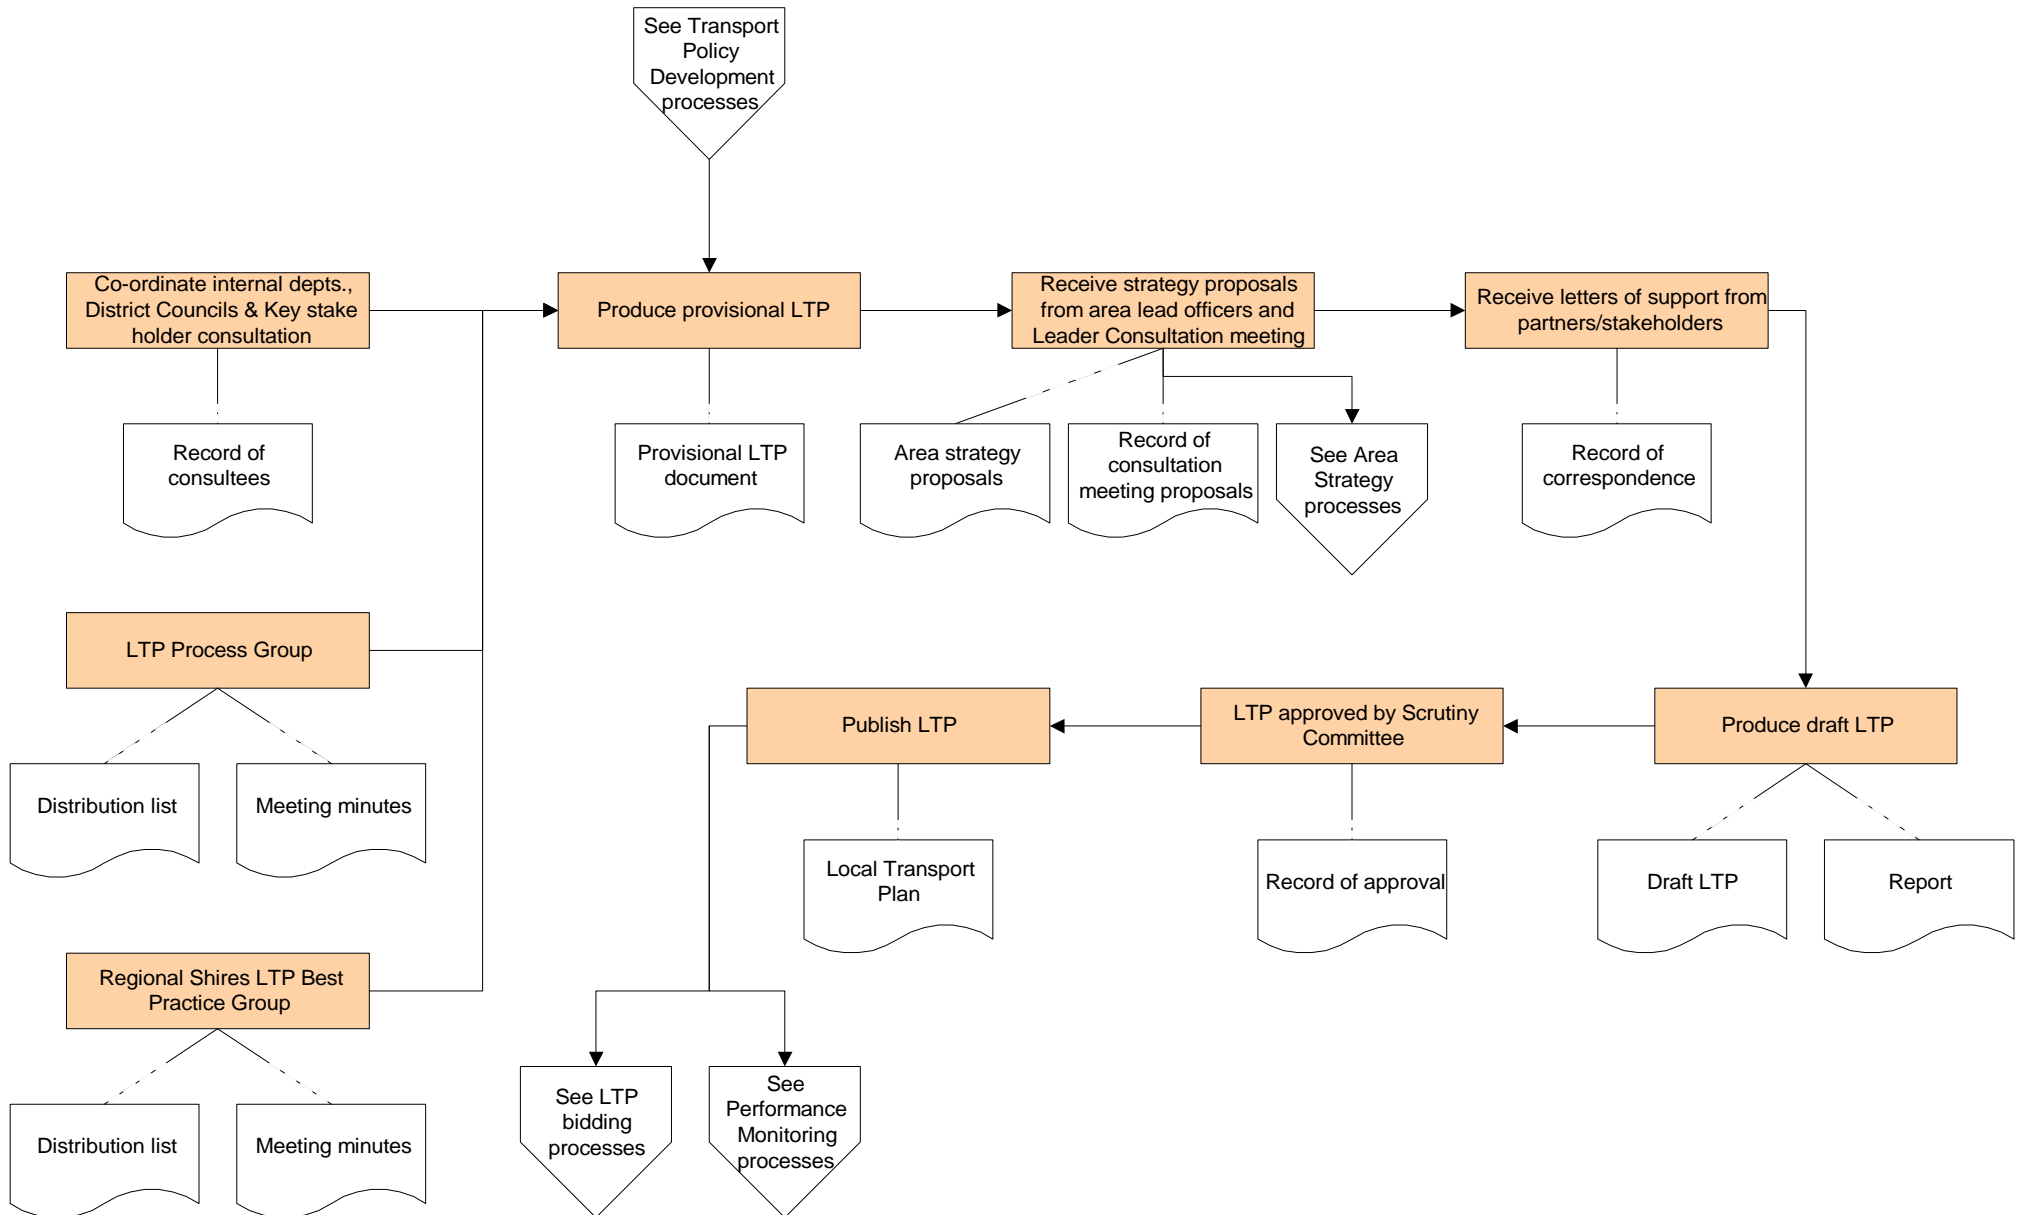 See Transport
Policy
Development
processes
Co-ordinate internal depts.,
District Councils & Key stake
holder consultation
Produce provisional LTP
Receive strategy proposals
from area lead officers and
Leader Consultation meeting
Receive letters of support from
partners/stakeholders
Record of
consultees
Provisional LTP
document
Area strategy
proposals
Record of
consultation
meeting proposals
See Area
Strategy
processes
Record of
correspondence
LTP Process Group
Publish LTP
LTP approved by Scrutiny
Committee
Produce draft LTP
Distribution list
Meeting minutes
Local Transport
Plan
Record of approval
Draft LTP
Report
Regional Shires LTP Best
Practice Group
Distribution list
Meeting minutes
See LTP
bidding
processes
See
Performance
Monitoring
processes